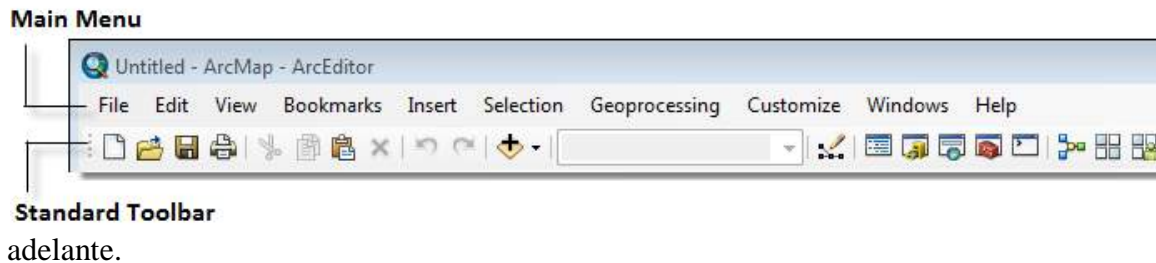 Main Menu
Untitled - ArcMap - ArcEditor
File Edit View Bookmarks Insert Selection Geoprocessing Customize Windows Help
Standard Toolbar
adelante.